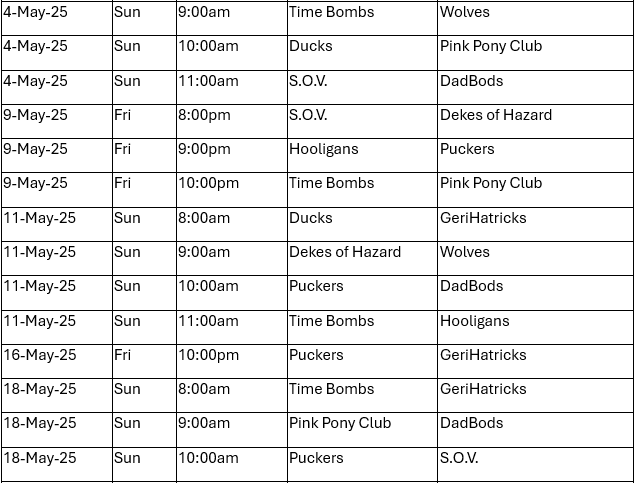 4-May-25 Sun 9:00am Time Bombs Wolves
4-May-25 Sun 10:00am Ducks Pink Pony Club
4-May-25 Sun 11:00am S.O.V. DadBods
9-May-25 Fri 8:00pm S.O.V. Dekes of Hazard
9-May-25 Fri 9:00pm Hooligans Puckers
9-May-25 Fri 10:00pm Time Bombs Pink Pony Club
11-May-25 Sun 8:00am Ducks GeriHatricks
11-May-25 Sun 9:00am Dekes of Hazard Wolves
11-May-25 Sun 10:00am Puckers DadBods
11-May-25 Sun 11:00am Time Bombs Hooligans
16-May-25 Fri 10:00pm Puckers GeriHatricks
18-May-25 Sun 8:00am Time Bombs GeriHatricks
18-May-25 Sun 9:00am Pink Pony Club DadBods
18-May-25 Sun 10:00am Puckers S.O.V.